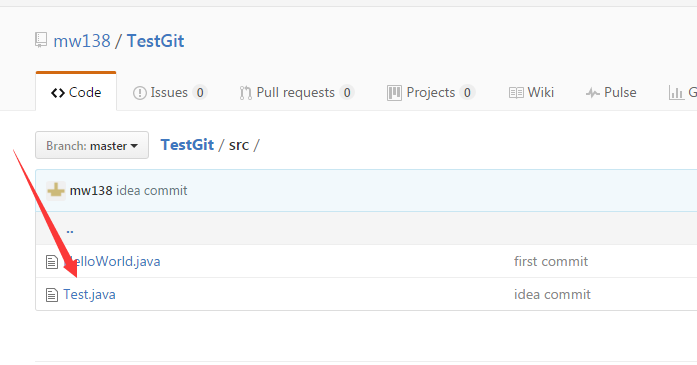 mw138 / TestGit
Code Issues 0 Pull requests 0 Projects 0 Wiki Pulse G
Branch: master TestGit / src /
mw138 idea commit
..
elloWorld.java first commit
Test.java idea commit